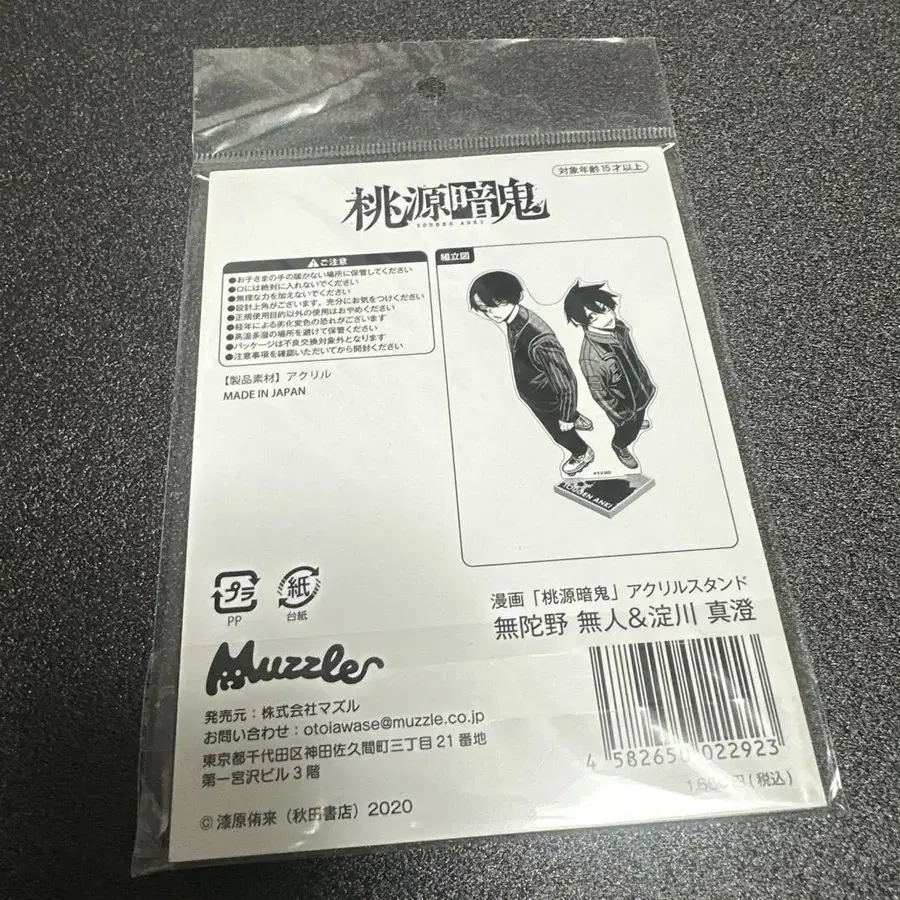 対象年齢15才以上
桃源暗鬼
TOUGEN ANKI
⚠ご注意
●お子さまの手の届かない場所に保管してください
●口には絶対に入れないでください
●無理な力を加えないでください
●設計上角がございます。充分にお気をつけください
●正規使用目的以外の使用はおやめください
●経年による劣化変色の恐れがございます
●高温多湿の場所を避けて保管ください
●パッケージは不良交換対象外となります
●注意事項を確認いただいてから開封ください
組立図
【製品素材】アクリル
MADE IN JAPAN
TOUGEN ANKI
プラ
PP
紙
台紙
漫画「桃源暗鬼」アクリルスタンド
無陀野 無人&淀川 真澄
Muzzle
発売元：株式会社マズル
お問い合わせ：otoiawase@muzzle.co.jp
東京都千代田区神田佐久間町三丁目21番地
第一宮沢ビル3階
4 582650 022923
円(税込)
©漆原侑来（秋田書店）2020